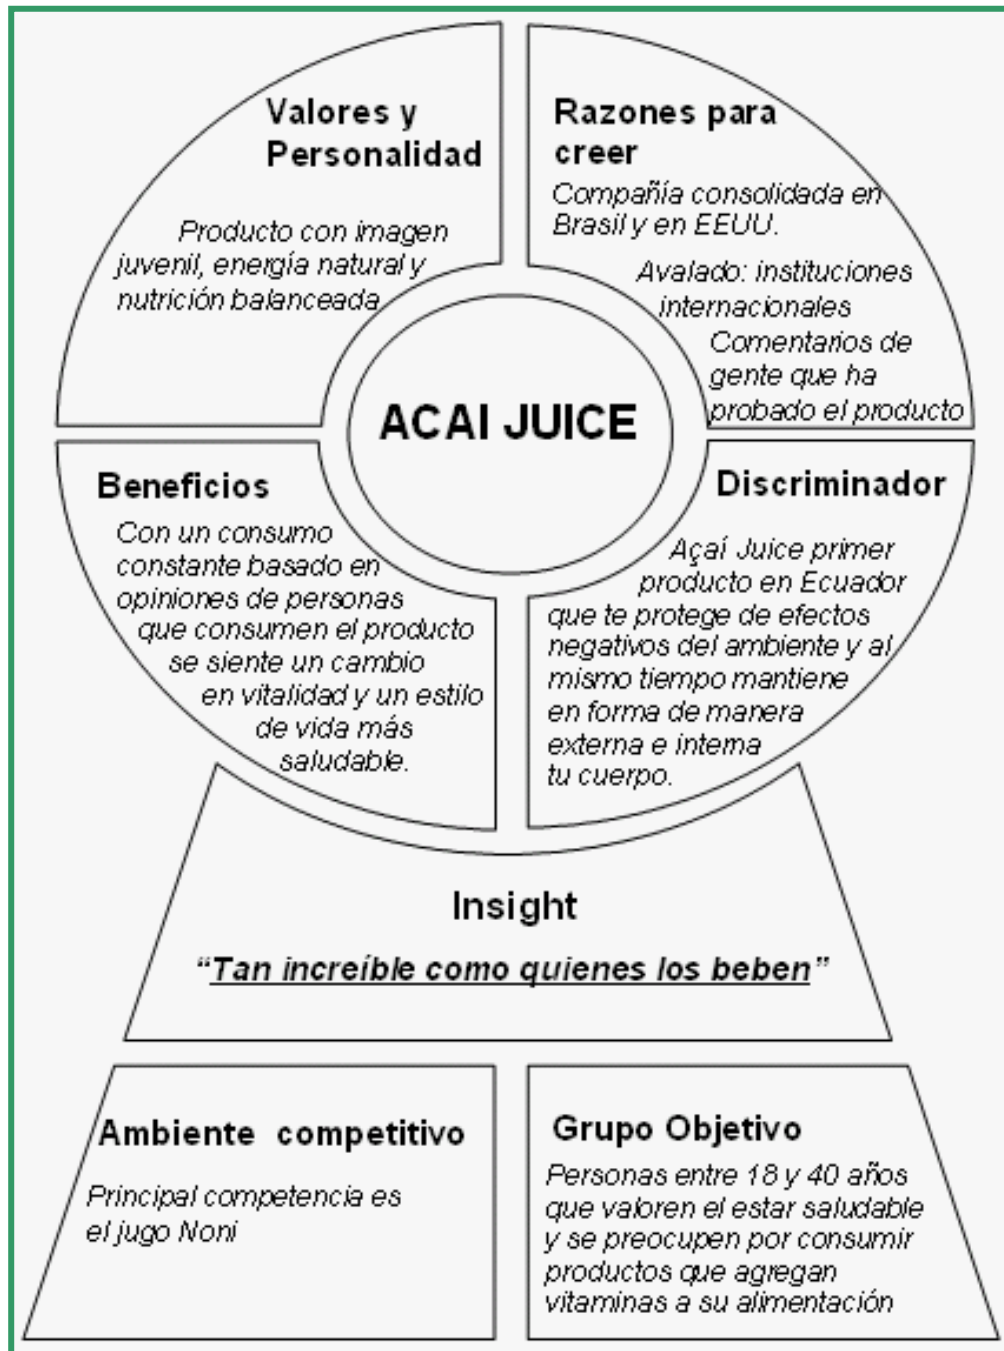 Valores y
Personalidad
Producto con imagen
juvenil, energía natural y
nutrición balanceada
Razones para
creer
Compañía consolidada en
Brasil y en EEUU.
Avalado: instituciones
internacionales
Comentarios de
gente que ha
probado el producto
ACAI JUICE
Beneficios
Con un consumo
constante basado en
opiniones de personas
que consumen el producto
se siente un cambio
en vitalidad y un estilo
de vida más
saludable.
Discriminador
Açaí Juice primer
producto en Ecuador
que te protege de efectos
negativos del ambiente y al
mismo tiempo mantiene
en forma de manera
externa e interna
tu cuerpo.
Insight
“Tan increíble como quienes los beben”
Ambiente competitivo
Principal competencia es
el jugo Noni
Grupo Objetivo
Personas entre 18 y 40 años
que valoren el estar saludable
y se preocupen por consumir
productos que agregan
vitaminas a su alimentación